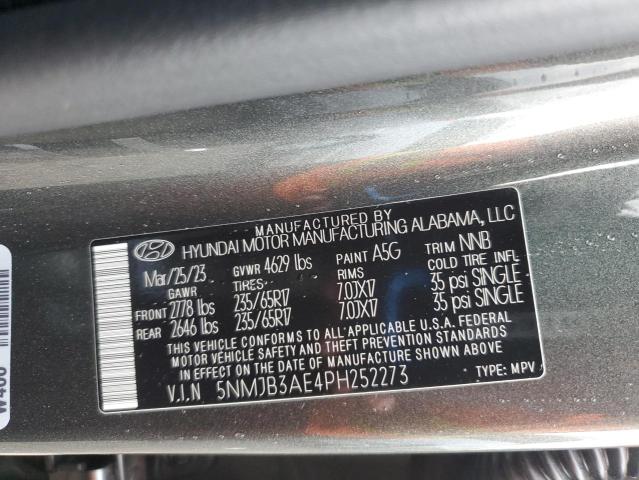 MANUFACTURED BY
HYUNDAI MOTOR MANUFACTURING ALABAMA, LLC
Mar/25/23 GVWR 4629 lbs PAINT A5G TRIM NNB
GAWR TIRES RIMS COLD TIRE INFL
FRONT 2778 lbs 235/65R17 7.0JX17 35 psi SINGLE
REAR 2646 lbs 235/65R17 7.0JX17 35 psi SINGLE
THIS VEHICLE CONFORMS TO ALL APPLICABLE U.S.A. FEDERAL
MOTOR VEHICLE SAFETY AND THEFT PREVENTION STANDARDS
IN EFFECT ON THE DATE OF MANUFACTURE SHOWN ABOVE.
V.I.N 5NMJB3AE4PH252273 TYPE: MPV